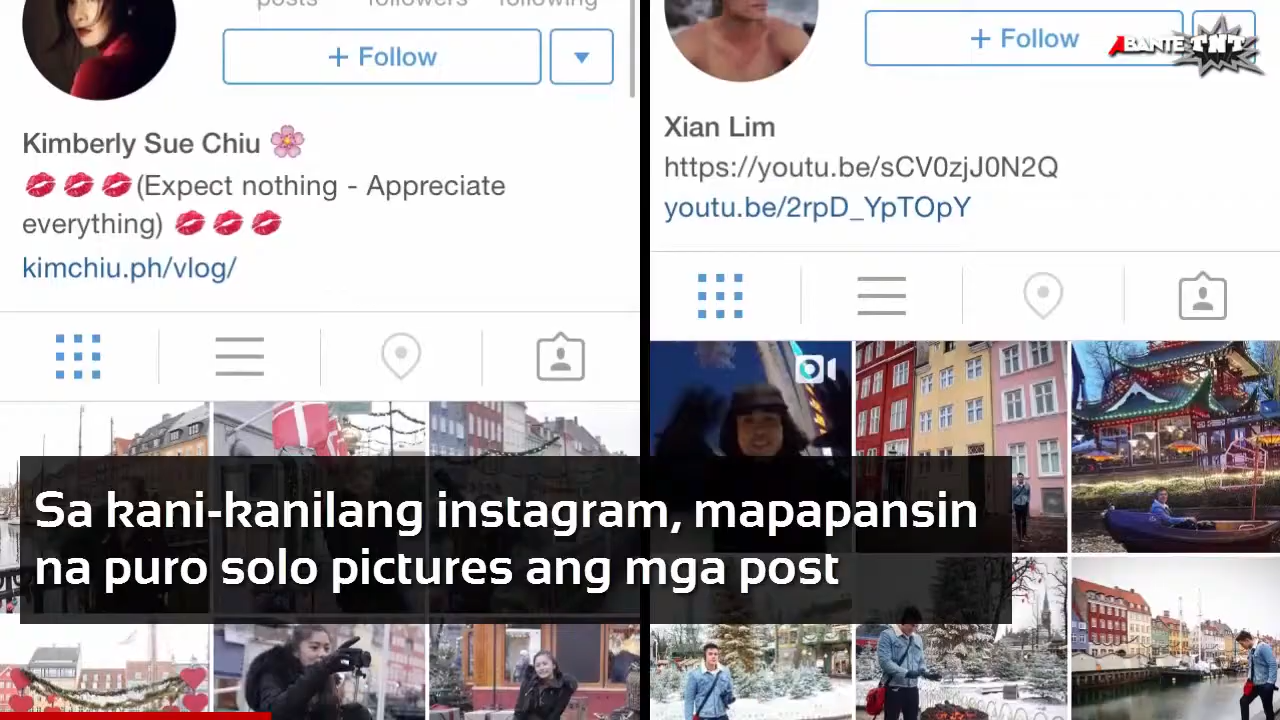 posts followers following
+ Follow
Kimberly Sue Chiu
(Expect nothing - Appreciate
everything)
kimchiu.ph/vlog/
+ Follow
ABANTE TNT
Xian Lim
https://youtu.be/sCV0zjJ0N2Q
youtu.be/2rpD_YpTOpY
Sa kani-kanilang instagram, mapapansin
na puro solo pictures ang mga post